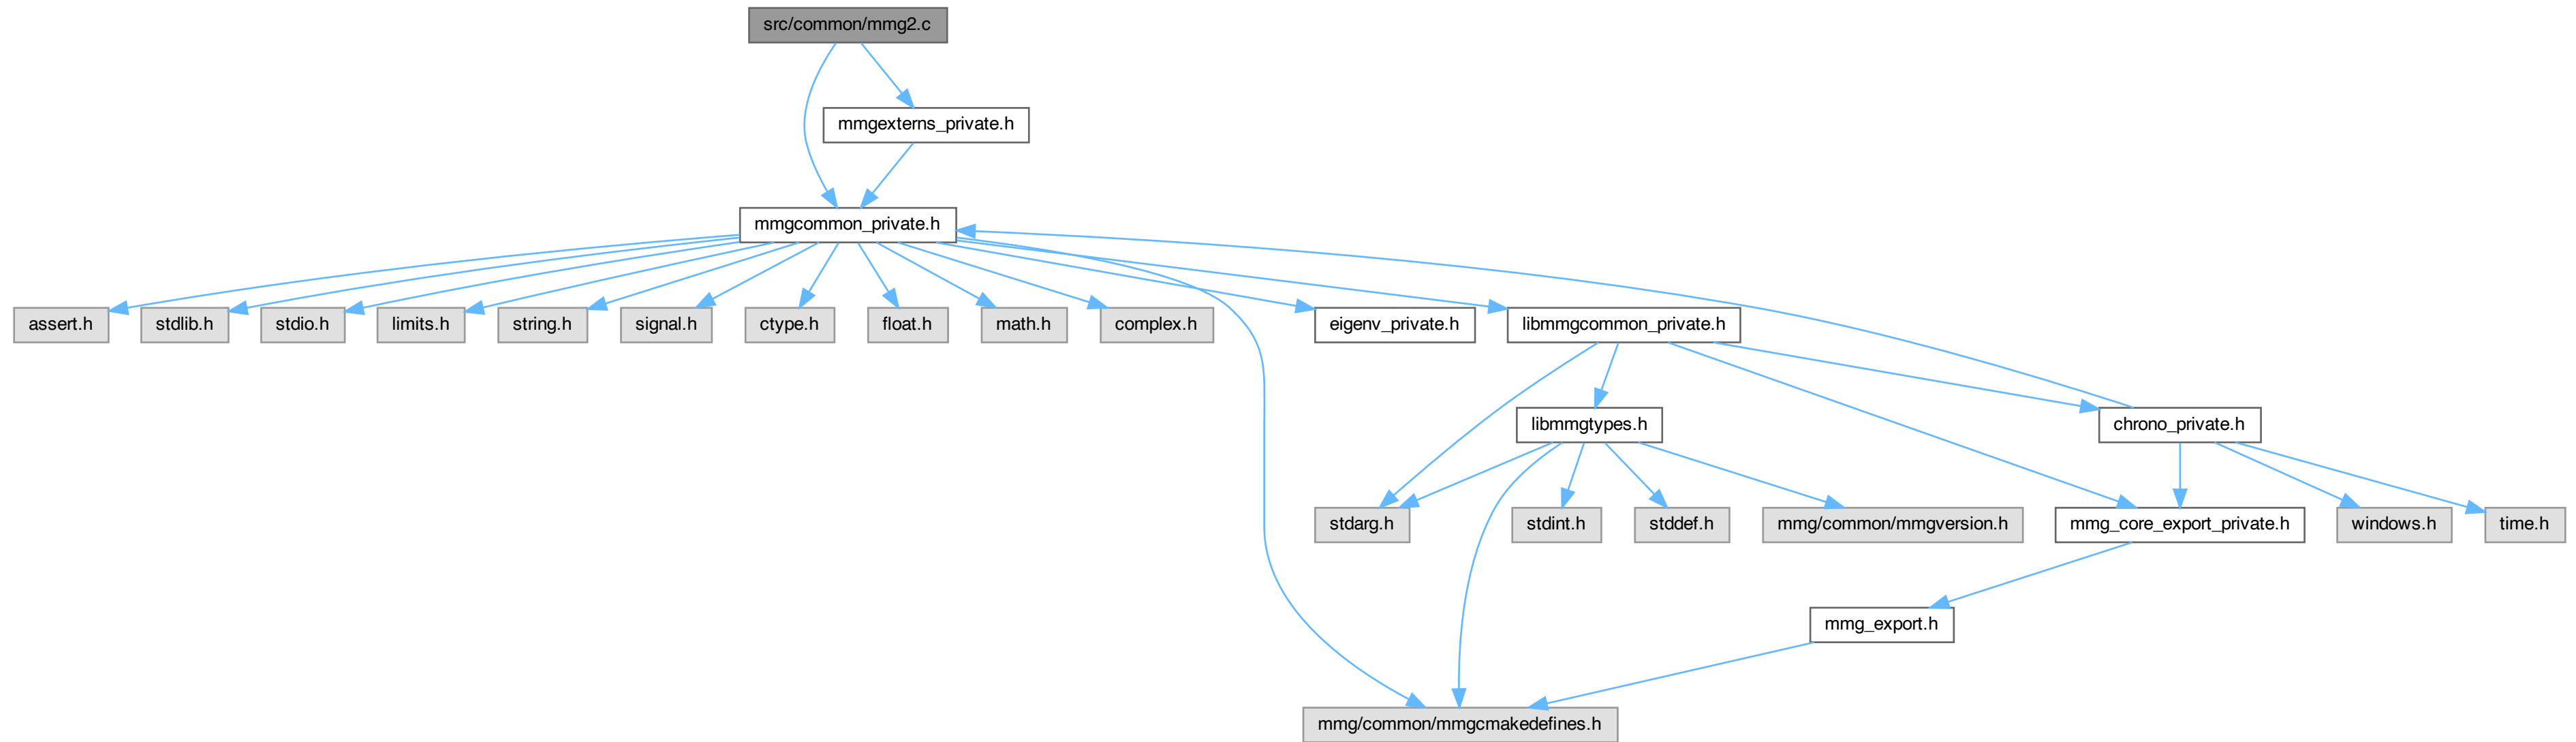 src/common/mmg2.c
mmgexterns_private.h
mmgcommon_private.h
assert.h
stdlib.h
stdio.h
limits.h
string.h
signal.h
ctype.h
float.h
math.h
complex.h
eigenv_private.h
libmmgcommon_private.h
libmmgtypes.h
chrono_private.h
stdarg.h
stdint.h
stddef.h
mmg/common/mmgversion.h
mmg_core_export_private.h
windows.h
time.h
mmg_export.h
mmg/common/mmgcmakedefines.h